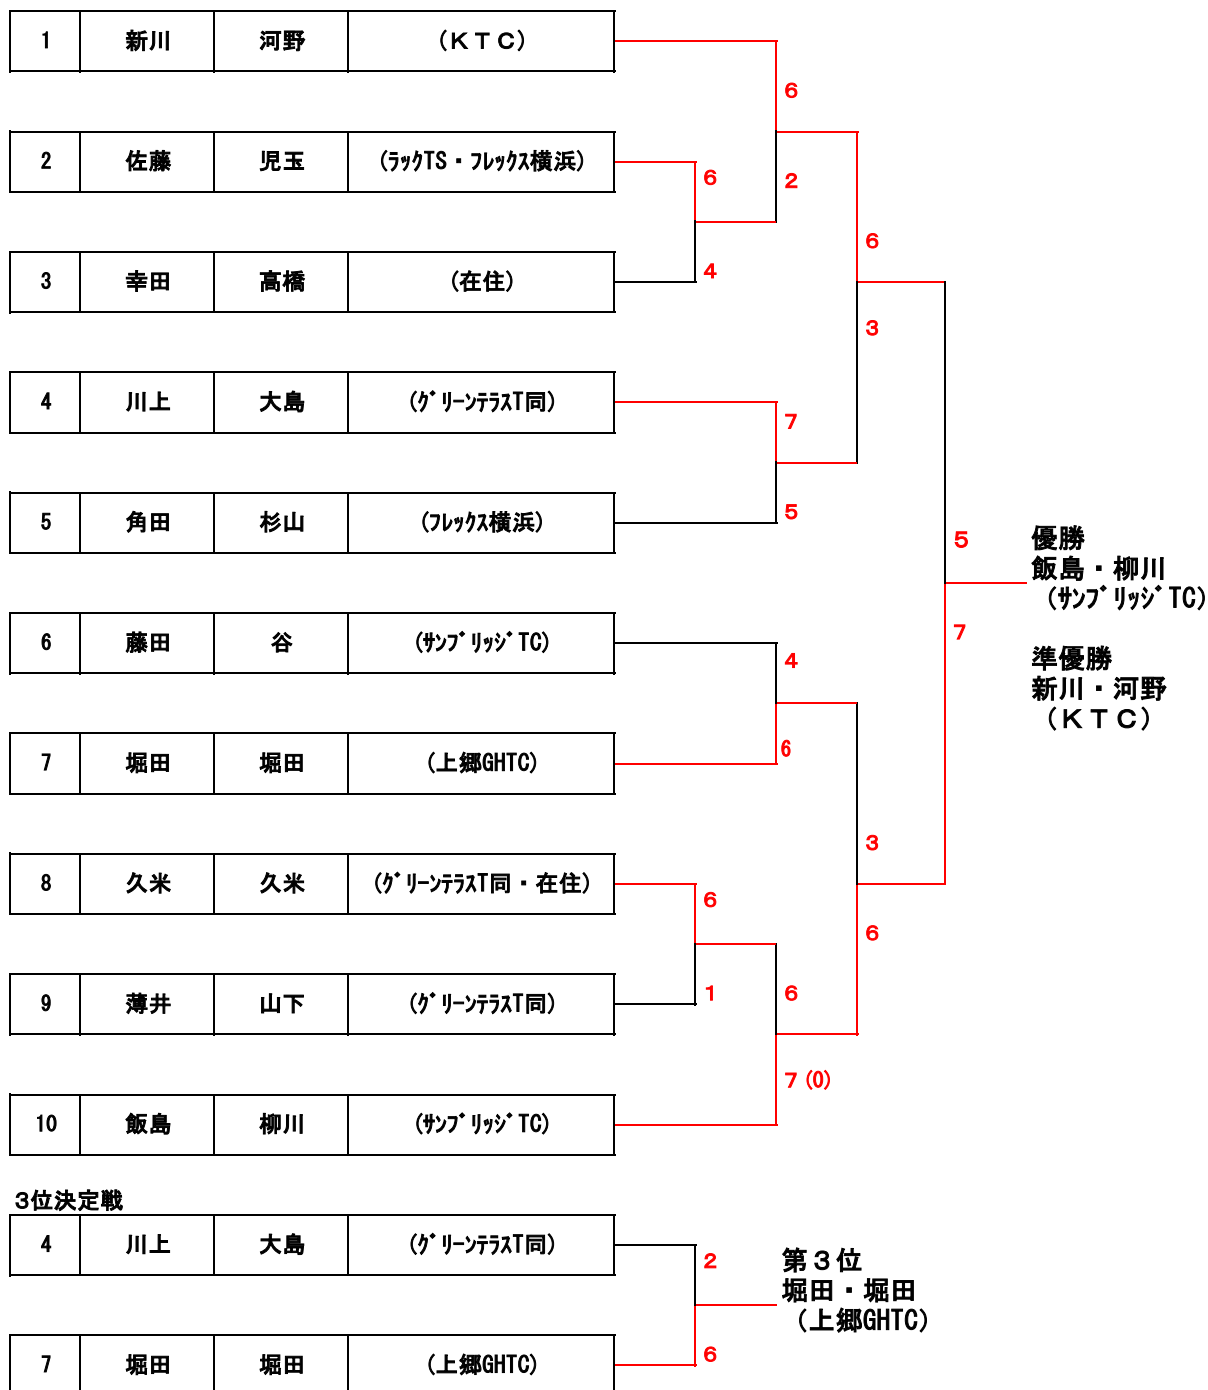 1 新川 河野 (ＫＴＣ)
6
2 佐藤 児玉 (ﾗｯｸTS・ﾌﾚｯｸｽ横浜)
6
2
6
3 幸田 高橋 (在住)
4
3
4 川上 大島 (ｸﾞﾘｰﾝﾃﾗｽT同)
7
5 角田 杉山 (ﾌﾚｯｸｽ横浜)
5
5
優勝
飯島・柳川
(ｻﾝﾌﾞﾘｯｼﾞTC)
6 藤田 谷 (ｻﾝﾌﾞﾘｯｼﾞTC)
4
7
準優勝
新川・河野
(ＫＴＣ)
7 堀田 堀田 (上郷GHTC)
6
3
8 久米 久米 (ｸﾞﾘｰﾝﾃﾗｽT同・在住)
6
6
9 薄井 山下 (ｸﾞﾘｰﾝﾃﾗｽT同)
1
6
7 (0)
10 飯島 柳川 (ｻﾝﾌﾞﾘｯｼﾞTC)
3位決定戦
4 川上 大島 (ｸﾞﾘｰﾝﾃﾗｽT同)
2
第３位
堀田・堀田
(上郷GHTC)
7 堀田 堀田 (上郷GHTC)
6